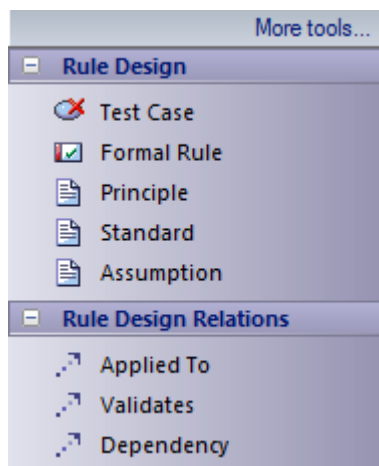 More tools...
Rule Design
Test Case
Formal Rule
Principle
Standard
Assumption
Rule Design Relations
Applied To
Validates
Dependency